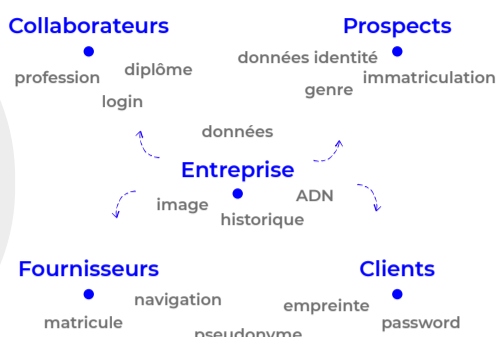 Collaborateurs
Prospects
profession
diplôme
login
données identité
immatriculation
genre
données
Entreprise
image
ADN
historique
Fournisseurs
Clients
navigation
matricule
empreinte
password
pseudonyme